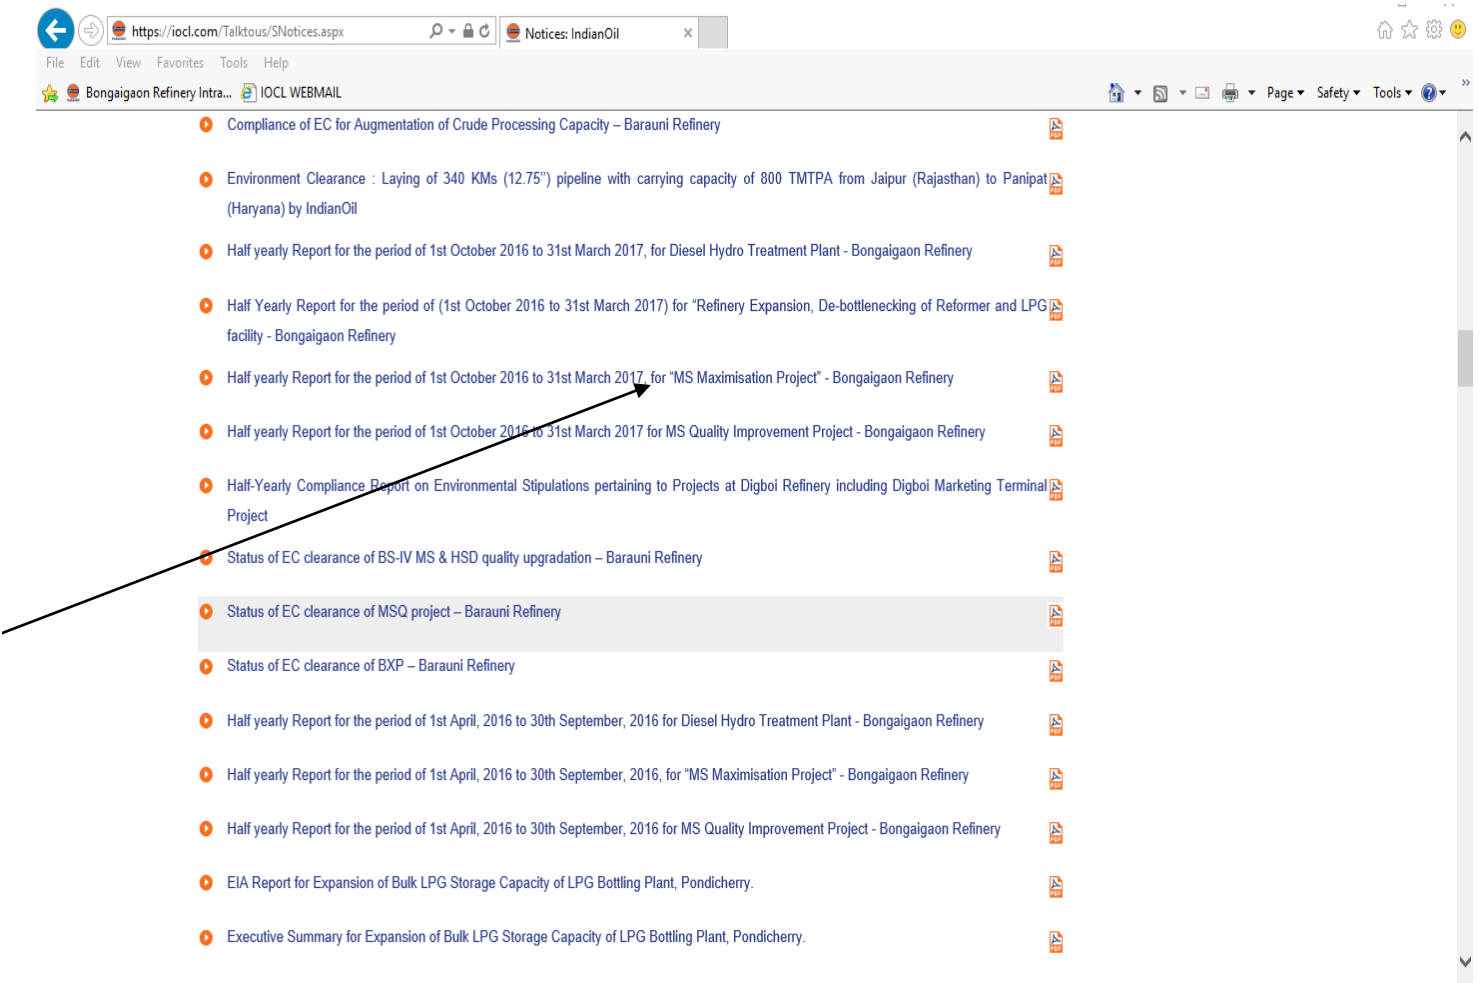 https://iocl.com/Talktous/SNotices.aspx
Notices: IndianOil
File Edit View Favorites Tools Help
Bongaigaon Refinery Intra... IOCL WEBMAIL
Page Safety Tools
Compliance of EC for Augmentation of Crude Processing Capacity – Barauni Refinery
Environment Clearance : Laying of 340 KMs (12.75") pipeline with carrying capacity of 800 TMTPA from Jaipur (Rajasthan) to Panipat
(Haryana) by IndianOil
Half yearly Report for the period of 1st October 2016 to 31st March 2017, for Diesel Hydro Treatment Plant - Bongaigaon Refinery
Half Yearly Report for the period of (1st October 2016 to 31st March 2017) for “Refinery Expansion, De-bottlenecking of Reformer and LPG
facility - Bongaigaon Refinery
Half yearly Report for the period of 1st October 2016 to 31st March 2017, for “MS Maximisation Project” - Bongaigaon Refinery
Half yearly Report for the period of 1st October 2016 to 31st March 2017 for MS Quality Improvement Project - Bongaigaon Refinery
Half-Yearly Compliance Report on Environmental Stipulations pertaining to Projects at Digboi Refinery including Digboi Marketing Terminal
Project
Status of EC clearance of BS-IV MS & HSD quality upgradation – Barauni Refinery
Status of EC clearance of MSQ project – Barauni Refinery
Status of EC clearance of BXP – Barauni Refinery
Half yearly Report for the period of 1st April, 2016 to 30th September, 2016 for Diesel Hydro Treatment Plant - Bongaigaon Refinery
Half yearly Report for the period of 1st April, 2016 to 30th September, 2016, for “MS Maximisation Project” - Bongaigaon Refinery
Half yearly Report for the period of 1st April, 2016 to 30th September, 2016 for MS Quality Improvement Project - Bongaigaon Refinery
EIA Report for Expansion of Bulk LPG Storage Capacity of LPG Bottling Plant, Pondicherry.
Executive Summary for Expansion of Bulk LPG Storage Capacity of LPG Bottling Plant, Pondicherry.